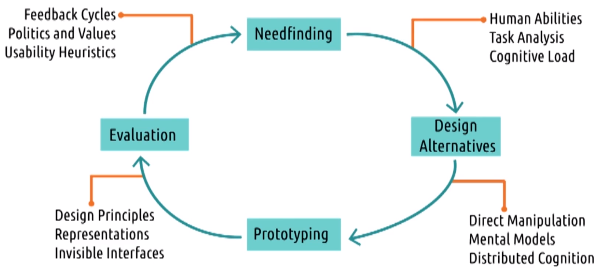 Feedback Cycles
Politics and Values
Usability Heuristics
Needfinding
Human Abilities
Task Analysis
Cognitive Load
Evaluation
Design
Alternatives
Design Principles
Representations
Invisible Interfaces
Prototyping
Direct Manipulation
Mental Models
Distributed Cognition